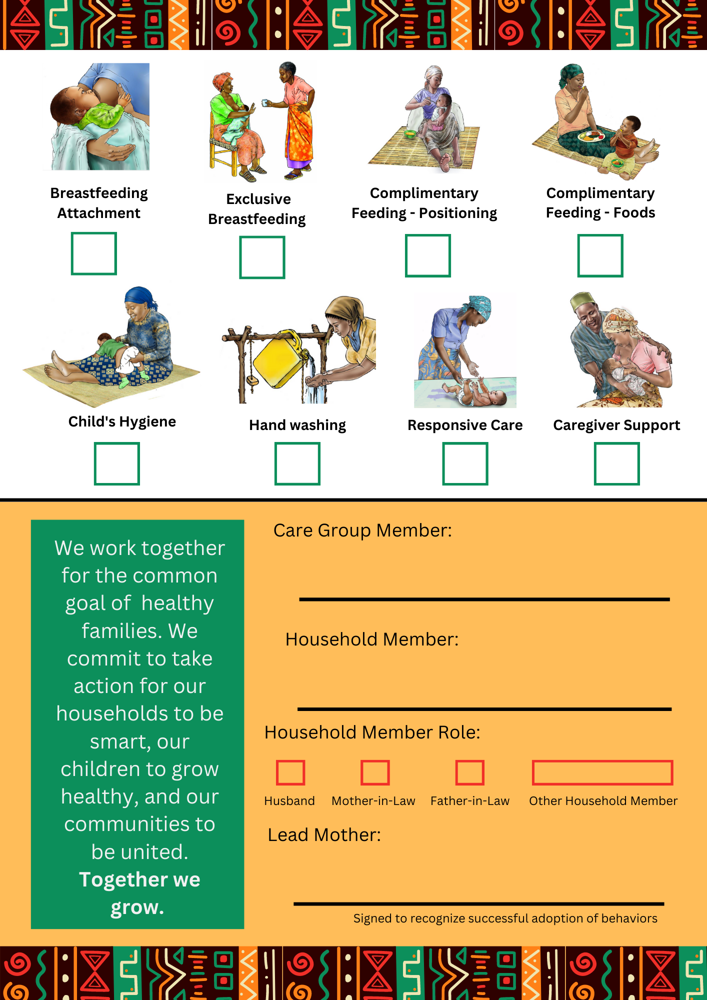 Breastfeeding
Attachment
Exclusive
Breastfeeding
Complimentary
Feeding - Positioning
Complimentary
Feeding - Foods
Child's Hygiene
Hand washing
Responsive Care
Caregiver Support
We work together
for the common
goal of healthy
families. We
commit to take
action for our
households to be
smart, our
children to grow
healthy, and our
communities to
be united.
Together we
grow.
Care Group Member:
Household Member:
Household Member Role:
Husband
Mother-in-Law
Father-in-Law
Other Household Member
Lead Mother:
Signed to recognize successful adoption of behaviors